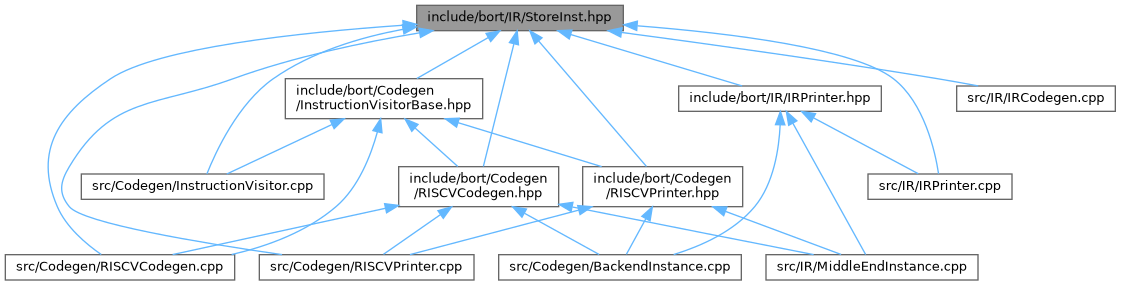 include/bort/IR/StoreInst.hpp
include/bort/Codegen
/InstructionVisitorBase.hpp
include/bort/IR/IRPrinter.hpp
src/IR/IRCodegen.cpp
src/Codegen/InstructionVisitor.cpp
include/bort/Codegen
/RISCVCodegen.hpp
include/bort/Codegen
/RISCVPrinter.hpp
src/IR/IRPrinter.cpp
src/Codegen/RISCVCodegen.cpp
src/Codegen/RISCVPrinter.cpp
src/Codegen/BackendInstance.cpp
src/IR/MiddleEndInstance.cpp